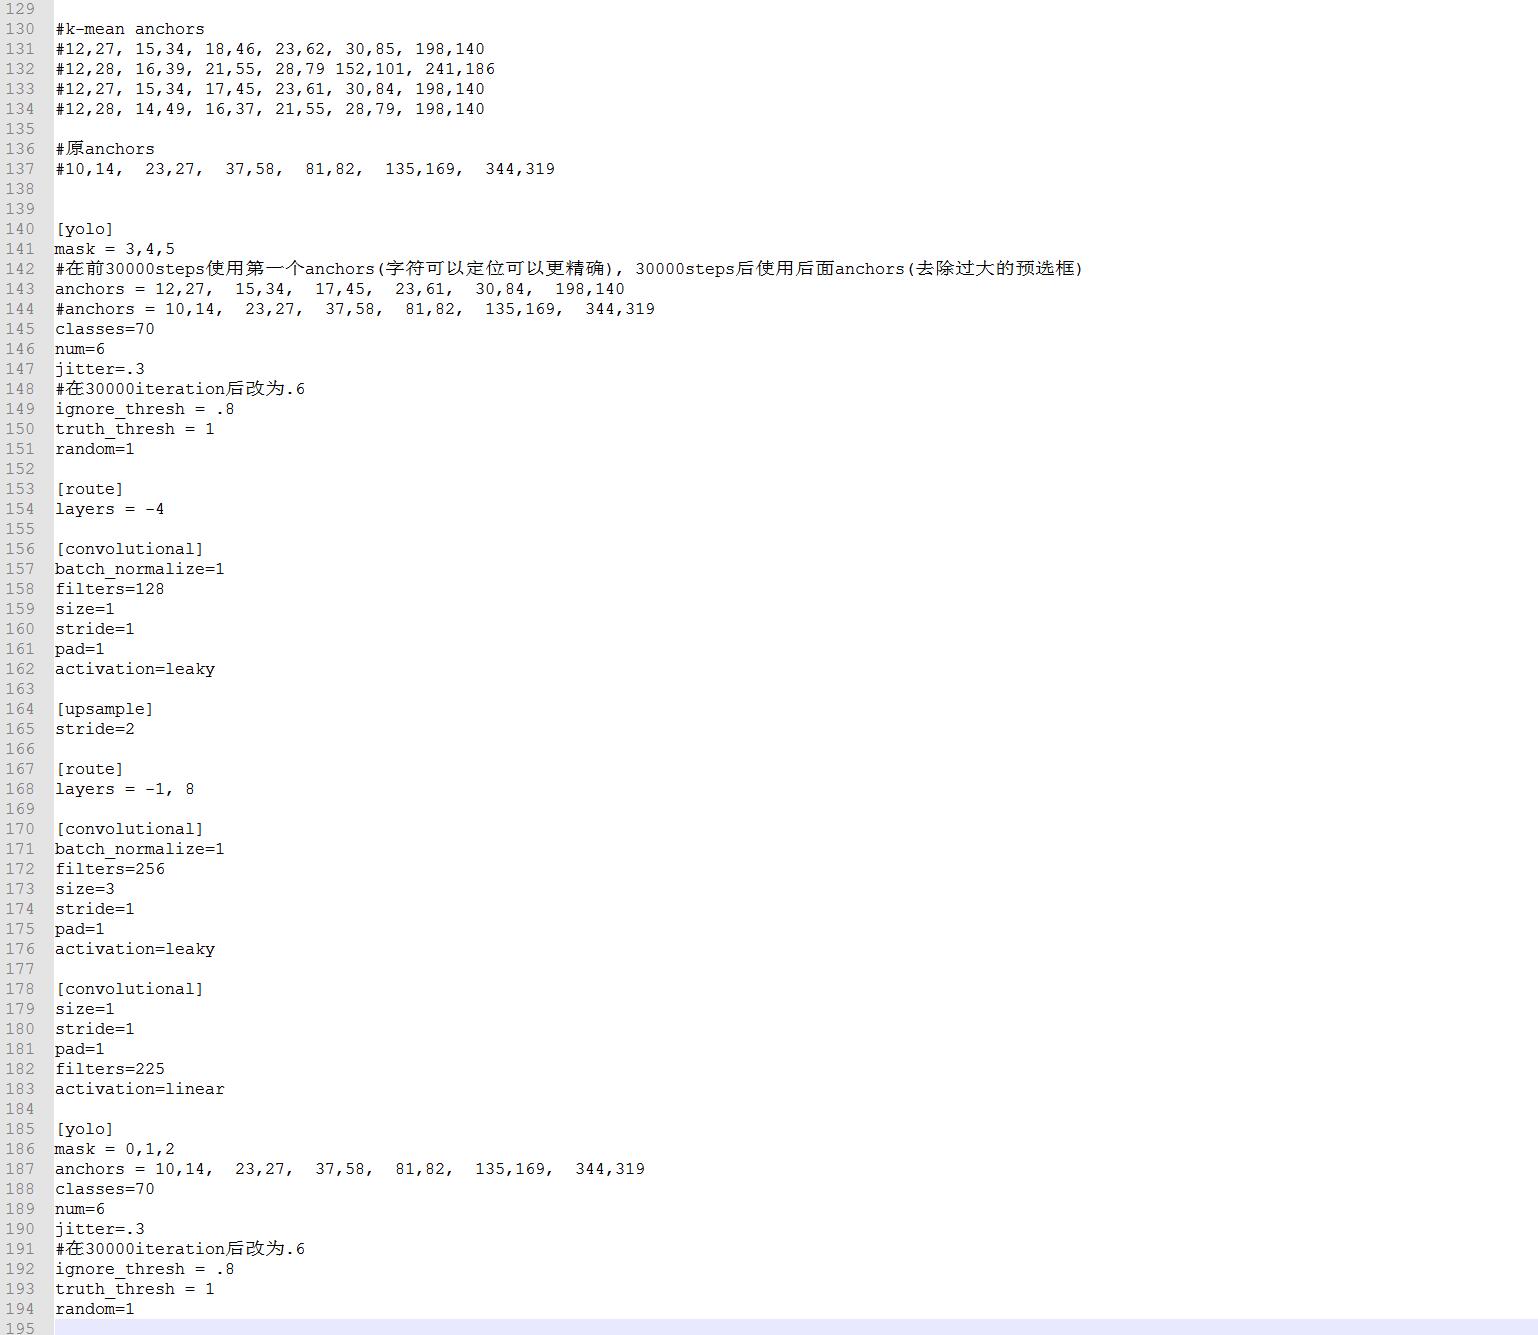 129
130 #k-mean anchors
131 #12,27, 15,34, 18,46, 23,62, 30,85, 198,140
132 #12,28, 16,39, 21,55, 28,79 152,101, 241,186
133 #12,27, 15,34, 17,45, 23,61, 30,84, 198,140
134 #12,28, 14,49, 16,37, 21,55, 28,79, 198,140
135
136 #原anchors
137 #10,14,  23,27,  37,58,  81,82,  135,169,  344,319
138
139
140 [yolo]
141 mask = 3,4,5
142 #在前30000steps使用第一个anchors(字符可以定位可以更精确), 30000steps后使用后面anchors(去除过大的预选框)
143 anchors = 12,27,  15,34,  17,45,  23,61,  30,84,  198,140
144 #anchors = 10,14,  23,27,  37,58,  81,82,  135,169,  344,319
145 classes=70
146 num=6
147 jitter=.3
148 #在30000iteration后改为.6
149 ignore_thresh = .8
150 truth_thresh = 1
151 random=1
152
153 [route]
154 layers = -4
155
156 [convolutional]
157 batch_normalize=1
158 filters=128
159 size=1
160 stride=1
161 pad=1
162 activation=leaky
163
164 [upsample]
165 stride=2
166
167 [route]
168 layers = -1, 8
169
170 [convolutional]
171 batch_normalize=1
172 filters=256
173 size=3
174 stride=1
175 pad=1
176 activation=leaky
177
178 [convolutional]
179 size=1
180 stride=1
181 pad=1
182 filters=225
183 activation=linear
184
185 [yolo]
186 mask = 0,1,2
187 anchors = 10,14,  23,27,  37,58,  81,82,  135,169,  344,319
188 classes=70
189 num=6
190 jitter=.3
191 #在30000iteration后改为.6
192 ignore_thresh = .8
193 truth_thresh = 1
194 random=1
195